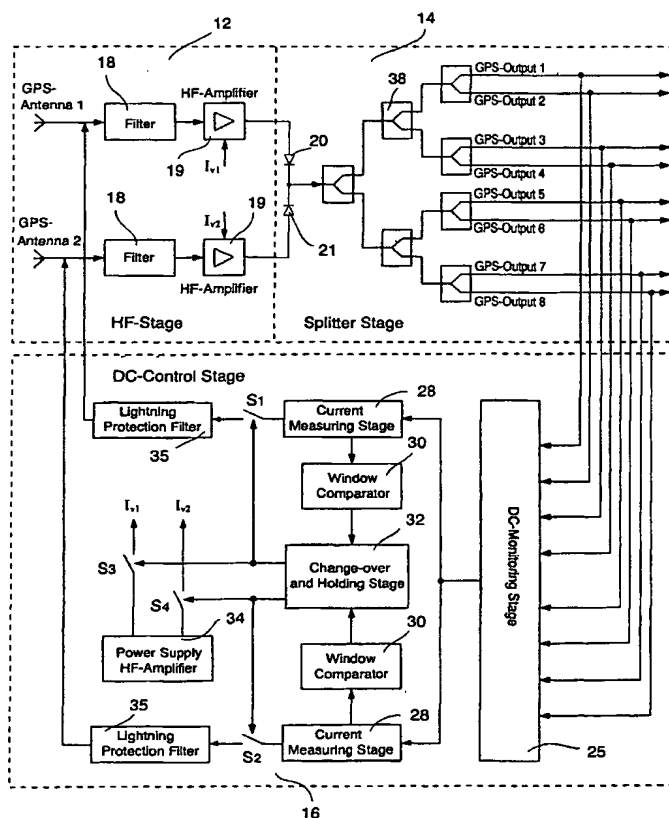 12
14
GPS-
Antenna 1
18
Filter
HF-Amplifier
19
Iv1
20
38
GPS-Output 1
GPS-Output 2
GPS-Output 3
GPS-Output 4
GPS-Output 5
GPS-Output 6
GPS-Output 7
GPS-Output 8
GPS-
Antenna 2
18
Filter
Iv2
19
HF-Amplifier
21
HF-Stage
Splitter Stage
DC-Control Stage
Lightning
Protection Filter
35
S1
Current
Measuring Stage
28
30
Window
Comparator
32
Change-over
and Holding Stage
Iv1
Iv2
S3
S4
34
Power Supply
HF-Amplifier
30
Window
Comparator
35
Lightning
Protection Filter
S2
28
Current
Measuring Stage
DC-Monitoring Stage
25
16